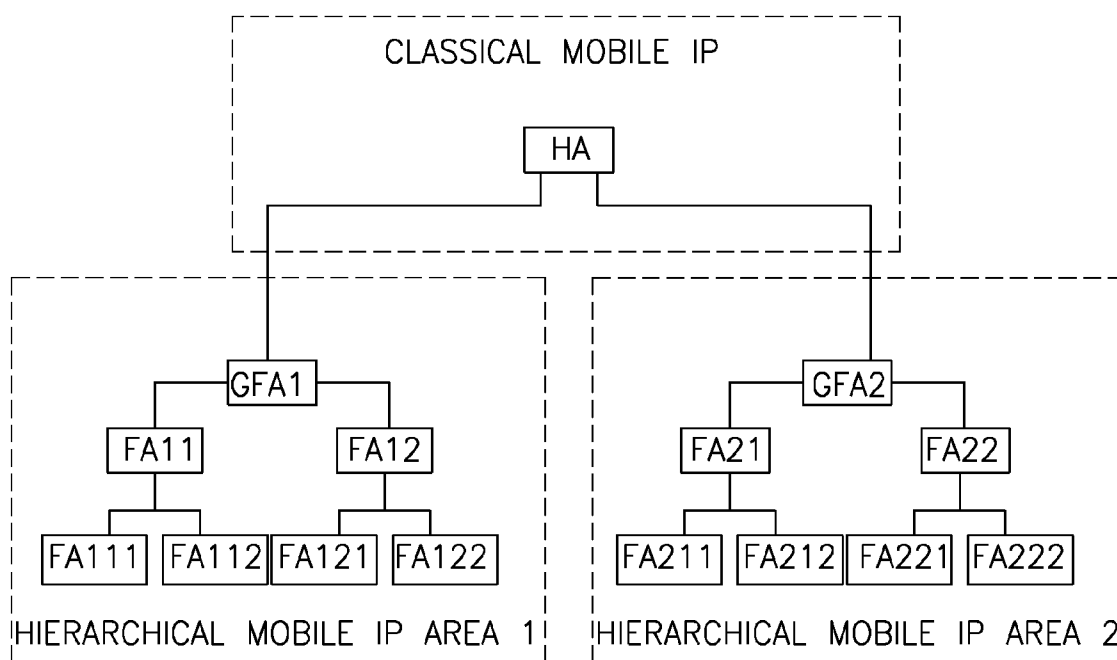 CLASSICAL MOBILE IP
HA
GFA1
GFA2
FA11
FA12
FA21
FA22
FA111
FA112
FA121
FA122
FA211
FA212
FA221
FA222
HIERARCHICAL MOBILE IP AREA 1
HIERARCHICAL MOBILE IP AREA 2